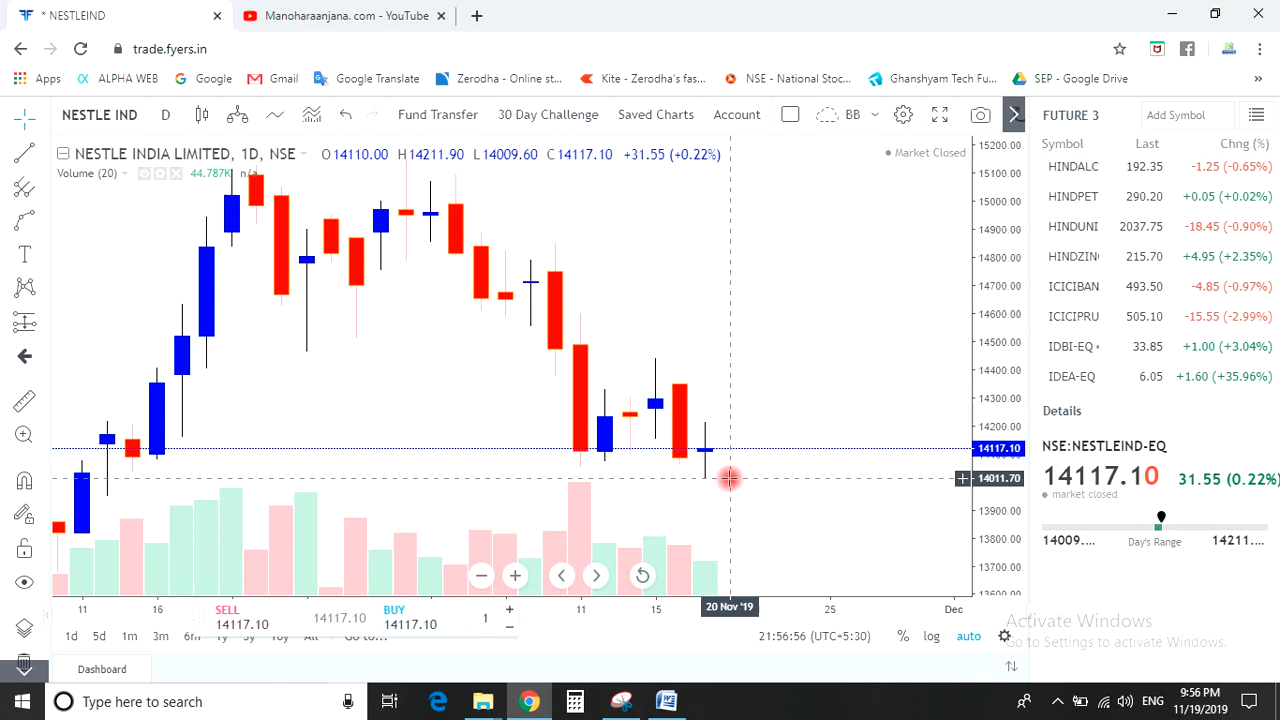 * NESTLEIND
Manoharaanjana. com - YouTube
trade.fyers.in
Apps ALPHA WEB Google Gmail Google Translate Zerodha - Online st... Kite - Zerodha's fas... NSE - National Stoc... Ghanshyam Tech Fu... SEP - Google Drive »
NESTLE IND D Fund Transfer 30 Day Challenge Saved Charts Account BB
NESTLE INDIA LIMITED, 1D, NSE O14110.00 H14211.90 L14009.60 C14117.10 +31.55 (+0.22%)
Market Closed
Volume (20) 44.787K n/a
15200.00
15100.00
15000.00
14900.00
14800.00
14700.00
14600.00
14500.00
14400.00
14300.00
14200.00
14117.10
14011.70
13900.00
13800.00
13700.00
13600.00
11 16 11 15 20 Nov '19 25 Dec
SELL 14117.10 BUY 1
14117.10 14117.10
1d 5d 1m 3m 6m 1y 5y 10y All Go to...
21:56:56 (UTC+5:30) % log auto
Dashboard
FUTURE 3 Add Symbol
Symbol Last Chng (%)
HINDALC 192.35 -1.25 (-0.65%)
HINDPET 290.20 +0.05 (+0.02%)
HINDUNI 2037.75 -18.45 (-0.90%)
HINDZIN 215.70 +4.95 (+2.35%)
ICICIBAN 493.50 -4.85 (-0.97%)
ICICIPRU 505.10 -15.55 (-2.99%)
IDBI-EQ 33.85 +1.00 (+3.04%)
IDEA-EQ 6.05 +1.60 (+35.96%)
Details
NSE:NESTLEIND-EQ
14117.10 31.55 (0.22%)
market closed
14009.... Day's Range 14211....
Activate Windows
Go to Settings to activate Windows.
Type here to search
ENG
9:56 PM
11/19/2019